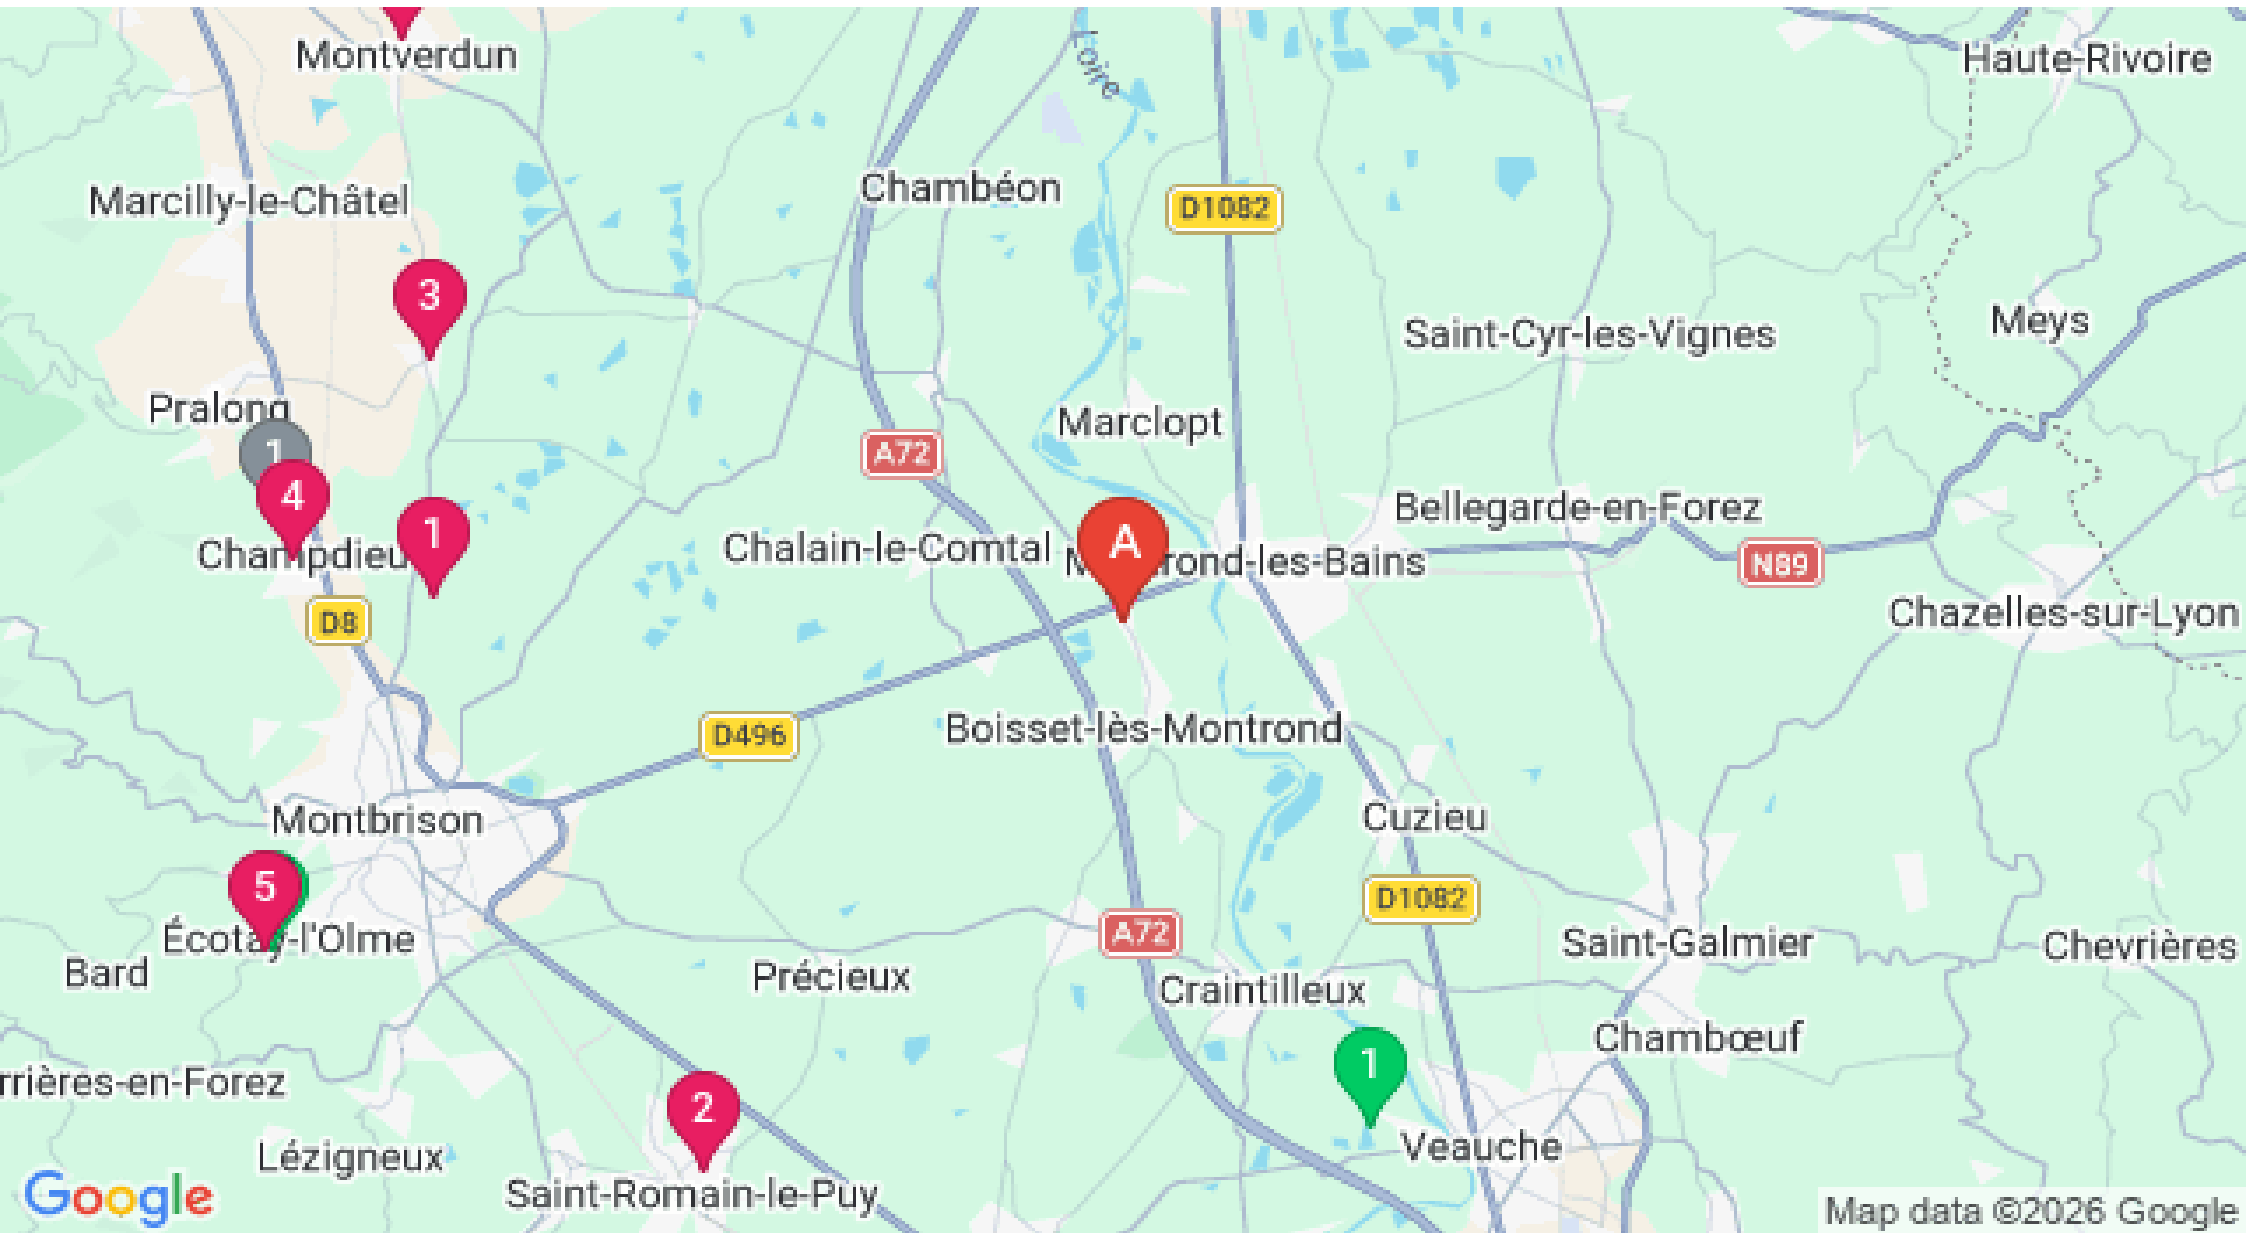 Montverdun
Loire
Haute-Rivoire
Marcilly-le-Châtel
Chambéon
D1082
3
Meys
Saint-Cyr-les-Vignes
Pralong
Marclopt
1
A72
4
Bellegarde-en-Forez
1
A
Champdieu
Chalain-le-Comtal
rond-les-Bains
N89
D8
Chazelles-sur-Lyon
D496
Boisset-lès-Montrond
Montbrison
Cuzieu
5
D1082
Écotay-l'Olme
A72
Saint-Galmier
Chevrières
Bard
Précieux
Craintilleux
Chambœuf
1
rrières-en-Forez
2
Lézigneux
Veauche
Saint-Romain-le-Puy
Google
Map data ©2026 Google